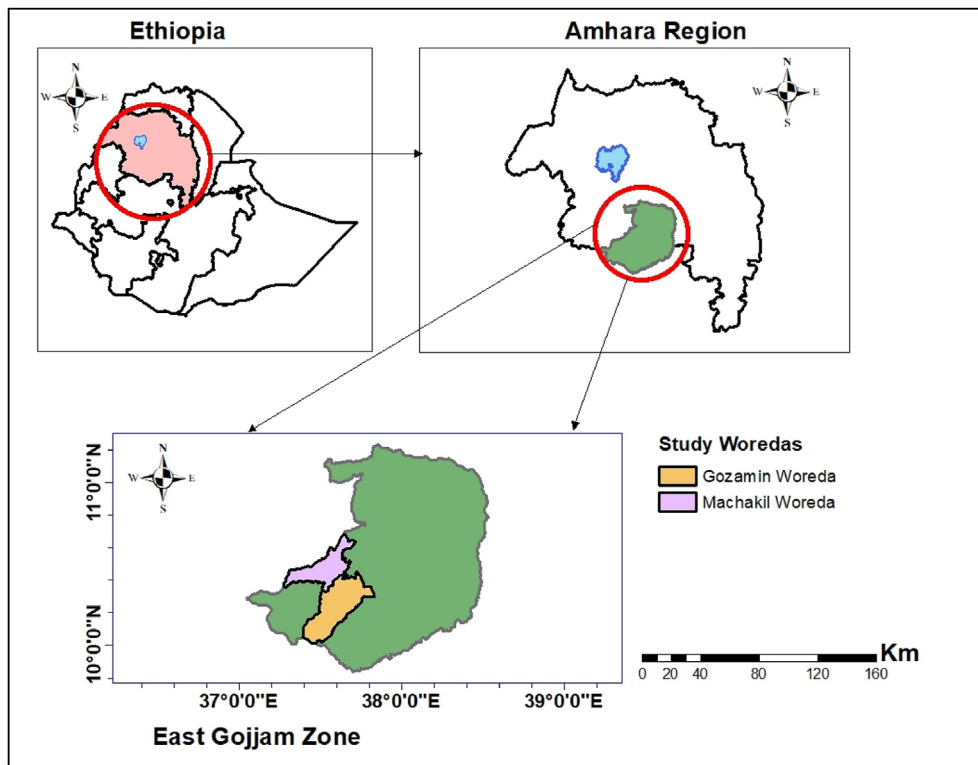 Ethiopia
Amhara Region
N
W E
S
N
W E
S
N
W E
S
11°0'0"N
10°0'0"N
37°0'0"E
38°0'0"E
39°0'0"E
East Gojjam Zone
Study Woredas
Gozamin Woreda
Machakil Woreda
Km
0 20 40 80 120 160